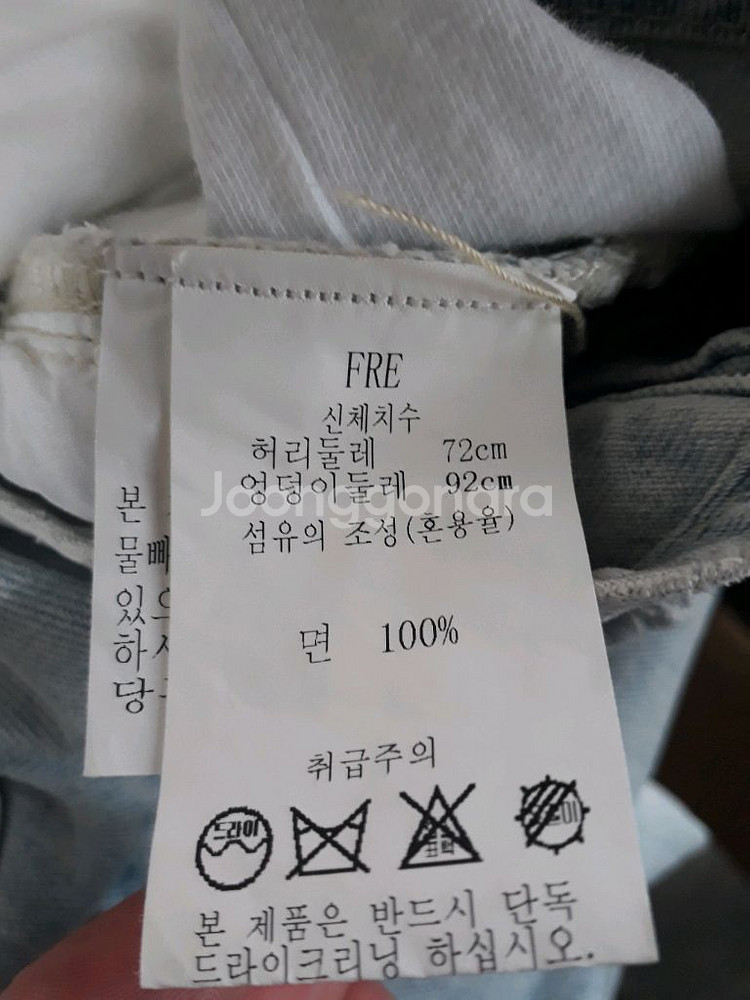 FRE
신체치수
허리둘레 72cm
엉덩이둘레 92cm
섬유의 조성(혼용율)
면 100%
취급주의
드라이
본 제품은 반드시 단독
드라이크리닝 하십시오.
본
물빠
있으
하시
당
Joonggonara